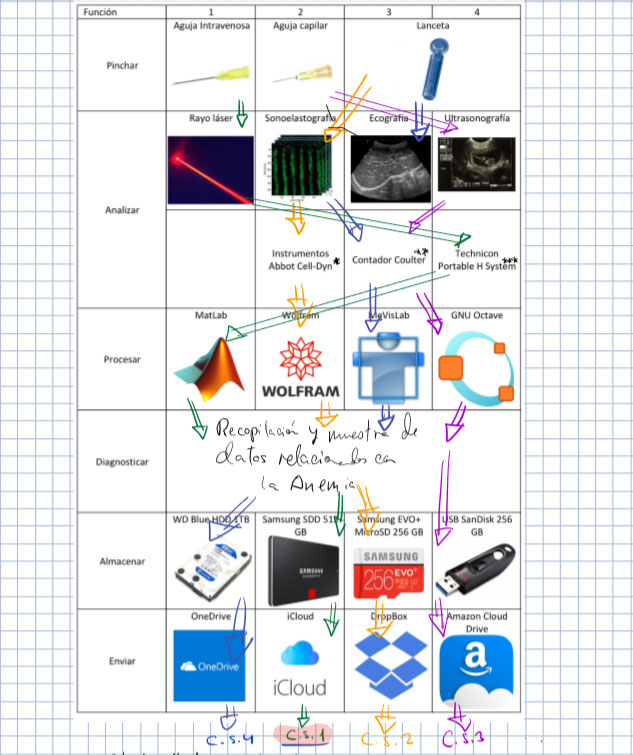 Función 1 2 3 4
Aguja Intravenosa Aguja capilar Lanceta
Pinchar
Rayo láser Sonoelastografía Ecografía Ultrasonografía
Analizar
Instrumentos
Abbot Cell-Dyn*
Contador Coulter**
Technicon
Portable H System***
MatLab Wolfram MeVisLab GNU Octave
Procesar
WOLFRAM
Recopilación y muestra de
datos relacionados con
la Anemia
Diagnosticar
WD Blue HDD 1TB
Samsung SDD 512
GB
Samsung EVO+
MicroSD 256 GB
USB SanDisk 256
GB
Almacenar
SAMSUNG
SAMSUNG
256 EVO+
OneDrive iCloud DropBox
Amazon Cloud
Drive
Enviar
OneDrive
iCloud
a
C.S.4 C.S.1 C.S.2 C.S.3